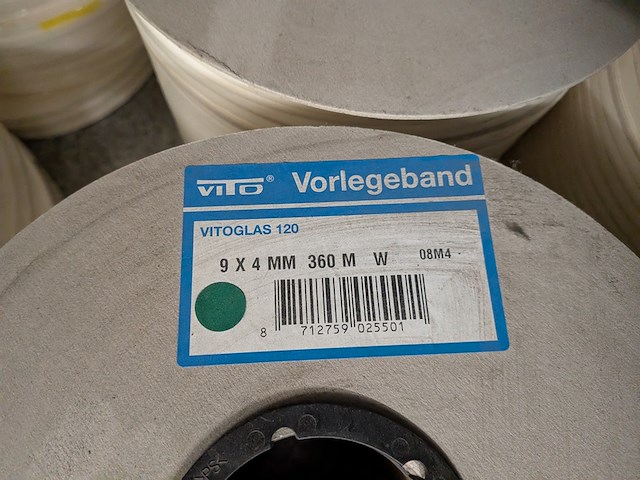 VITO® Vorlegeband
VITOGLAS 120
9 X 4 MM 360 M W 08M4
8 712759 025501